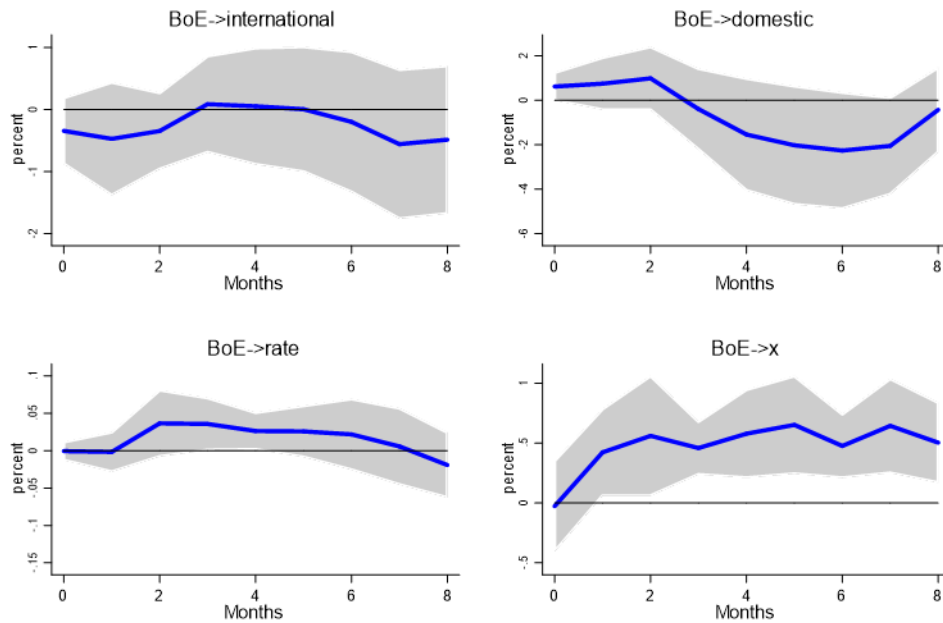 BoE->international
1
0
-1
-2
percent
0 2 4 6 8
Months
BoE->domestic
2
0
-2
-4
-6
percent
0 2 4 6 8
Months
BoE->rate
.1
.05
0
-.05
-.1
-.15
percent
0 2 4 6 8
Months
BoE->x
1
.5
0
-.5
percent
0 2 4 6 8
Months